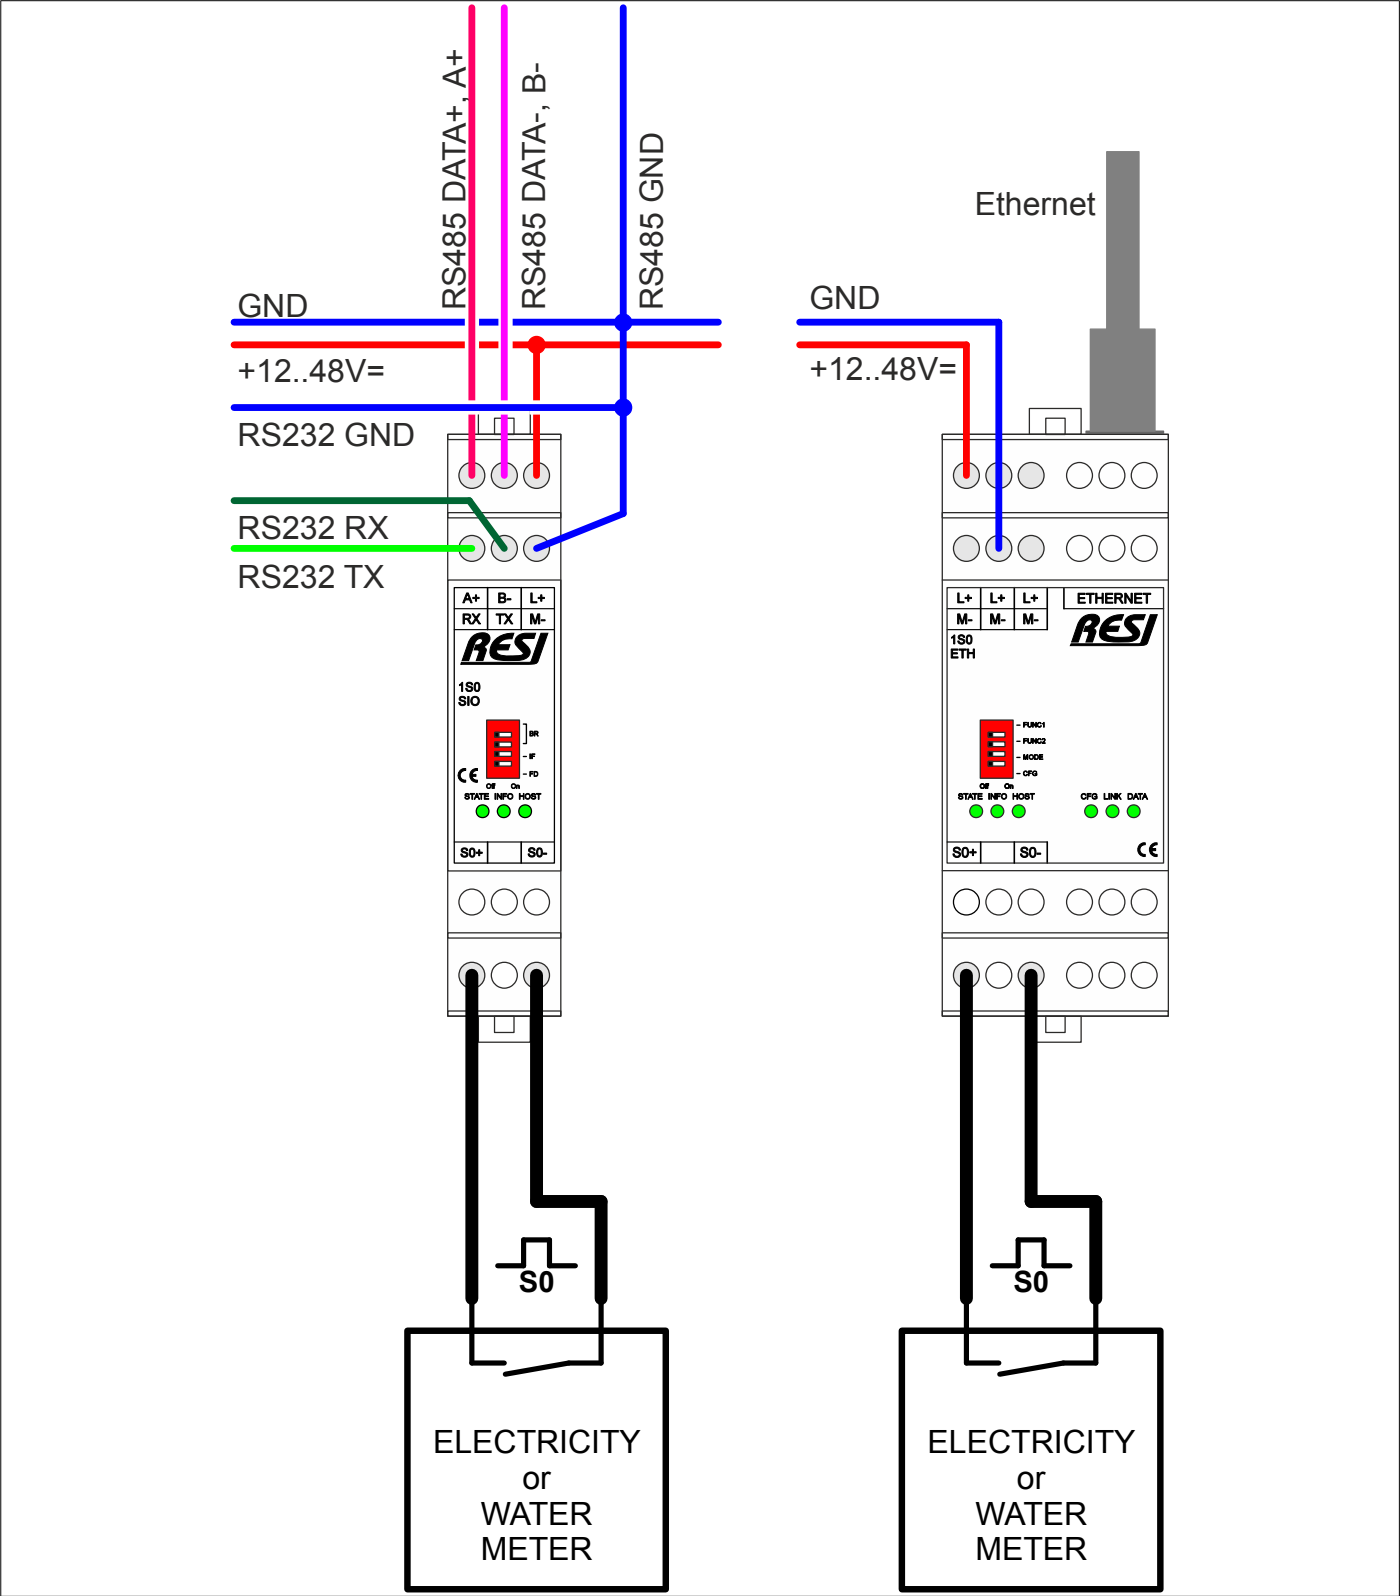 RS485 DATA+, A+
RS485 DATA-, B-
RS485 GND
GND
+12..48V=
RS232 GND
RS232 RX
RS232 TX
A+ B- L+
RX TX M-
RESI
1S0
SIO
BR
IF
FD
Off On
CE
STATE INFO HOST
S0+ S0-
S0
ELECTRICITY
or
WATER
METER
Ethernet
GND
+12..48V=
L+ L+ L+ ETHERNET
M- M- M-
RESI
1S0
ETH
FUNC1
FUNC2
MODE
CFG
Off On
STATE INFO HOST CFG LINK DATA
S0+ S0- CE
S0
ELECTRICITY
or
WATER
METER